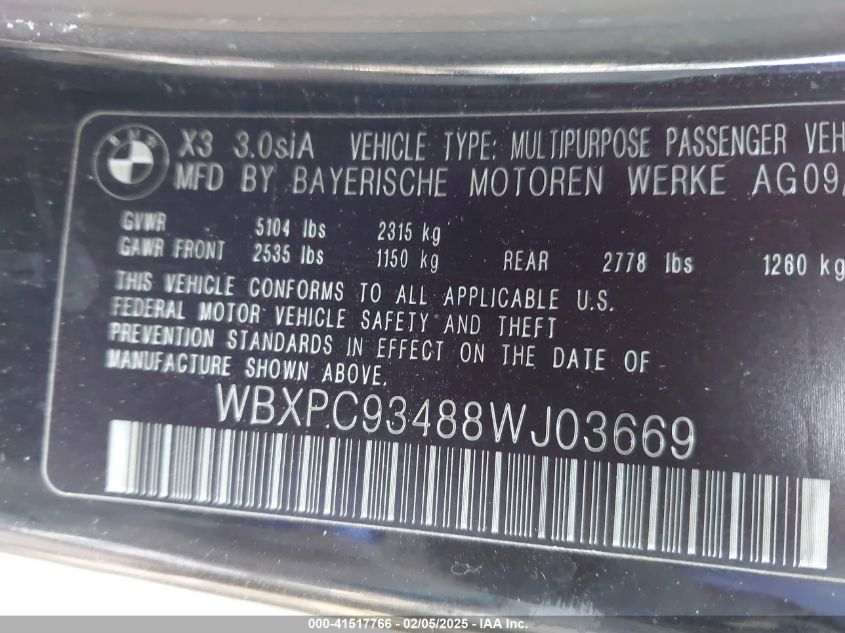 BMW
X3 3.0siA VEHICLE TYPE: MULTIPURPOSE PASSENGER VEH
MFD BY BAYERISCHE MOTOREN WERKE AG09/
GVWR 5104 lbs 2315 kg
GAWR FRONT 2535 lbs 1150 kg REAR 2778 lbs 1260 kg
THIS VEHICLE CONFORMS TO ALL APPLICABLE U.S.
FEDERAL MOTOR VEHICLE SAFETY AND THEFT
PREVENTION STANDARDS IN EFFECT ON THE DATE OF
MANUFACTURE SHOWN ABOVE.
WBXPC93488WJ03669
000-41517766 - 02/05/2025 - IAAI.COM